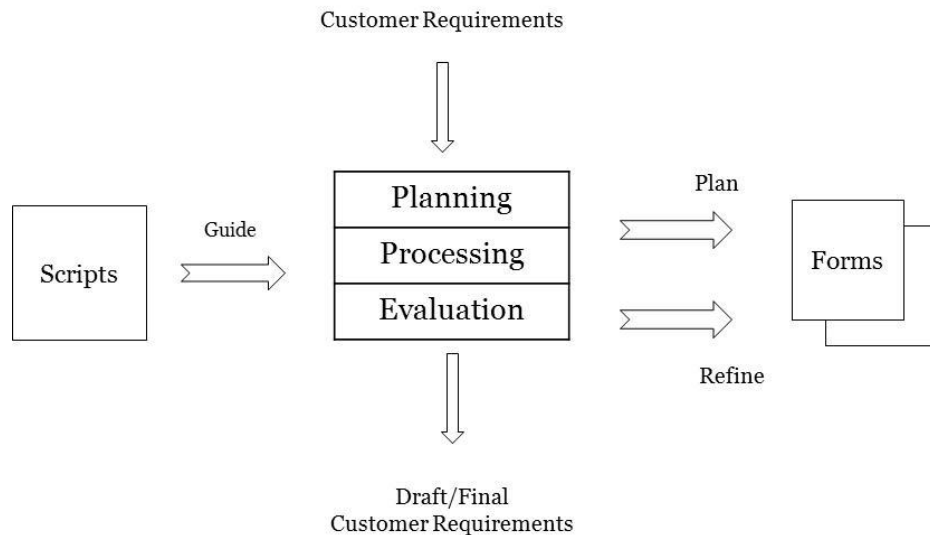 Customer Requirements
Planning
Plan
Guide
Processing
Forms
Scripts
Evaluation
Refine
Draft/Final
Customer Requirements